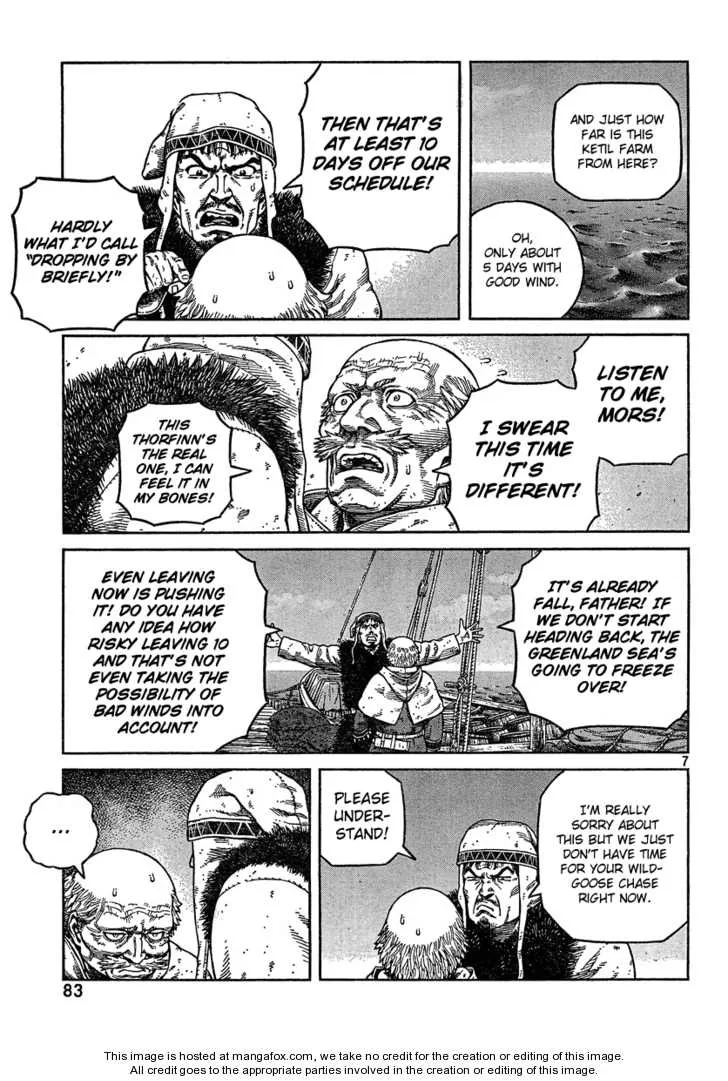 AND JUST HOW
FAR IS THIS
KETIL FARM
FROM HERE?
OH,
ONLY ABOUT
5 DAYS WITH
GOOD WIND.
THEN THAT'S
AT LEAST 10
DAYS OFF OUR
SCHEDULE!
HARDLY
WHAT I'D CALL
"DROPPING BY
BRIEFLY!"
LISTEN
TO ME,
MORS!
I SWEAR
THIS TIME
IT'S
DIFFERENT!
THIS
THORFINN'S
THE REAL
ONE, I CAN
FEEL IT IN
MY BONES!
IT'S ALREADY
FALL, FATHER! IF
WE DON'T START
HEADING BACK, THE
GREENLAND SEA'S
GOING TO FREEZE
OVER!
EVEN LEAVING
NOW IS PUSHING
IT! DO YOU HAVE
ANY IDEA HOW
RISKY LEAVING 10
AND THAT'S NOT
EVEN TAKING THE
POSSIBILITY OF
BAD WINDS INTO
ACCOUNT!
7
I'M REALLY
SORRY ABOUT
THIS BUT WE JUST
DON'T HAVE TIME
FOR YOUR WILD-
GOOSE CHASE
RIGHT NOW.
PLEASE
UNDER-
STAND!
...
83
This image is hosted at mangafox.com, we take no credit for the creation or editing of this image.
All credit goes to the appropriate parties involved in the creation or editing of this image.